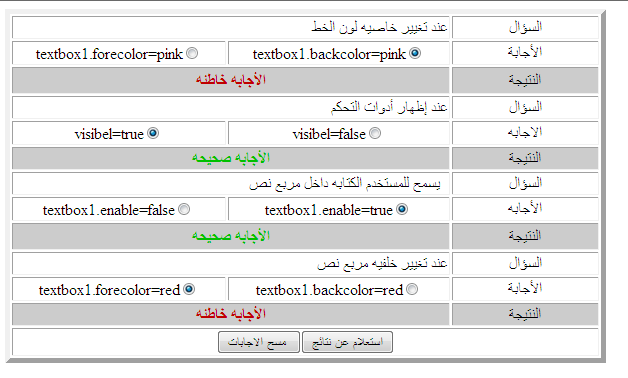 السؤال عند تغيير خاصيه لون الخط
الأجابة textbox1.backcolor=pink textbox1.forecolor=pink
النتيجة الأجابه خاطئه
السؤال عند إظهار أدوات التحكم
الاجابه visibel=false visibel=true
النتيجة الأجابه صحيحه
السؤال يسمح للمستخدم الكتابه داخل مربع نص
الأجابه textbox1.enable=true textbox1.enable=false
النتيجة الأجابه صحيحه
السؤال عند تغيير خلفيه مربع نص
الأجابة textbox1.backcolor=red textbox1.forecolor=red
النتيجة الأجابه خاطئه
استعلام عن نتائج مسح الاجابات